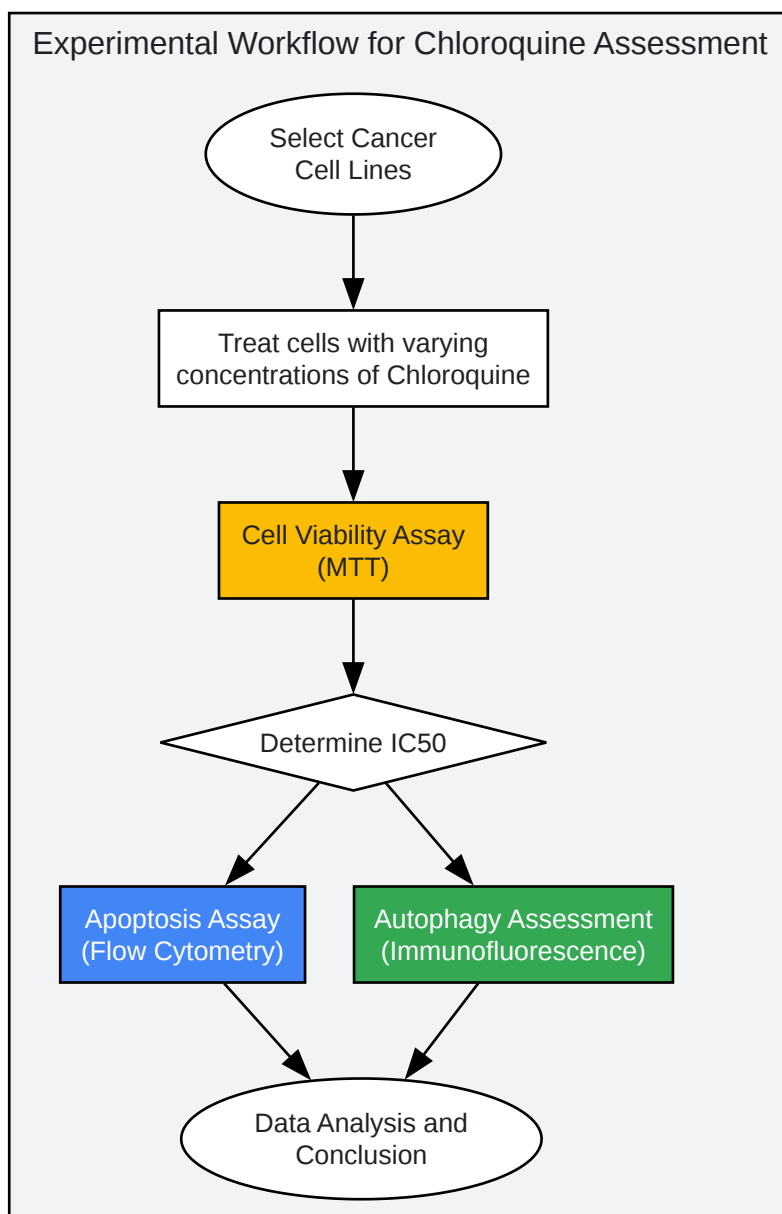 Experimental Workflow for Chloroquine Assessment
Select Cancer
Cell Lines
Treat cells with varying
concentrations of Chloroquine
Cell Viability Assay
(MTT)
Determine IC50
Apoptosis Assay
(Flow Cytometry)
Autophagy Assessment
(Immunofluorescence)
Data Analysis and
Conclusion